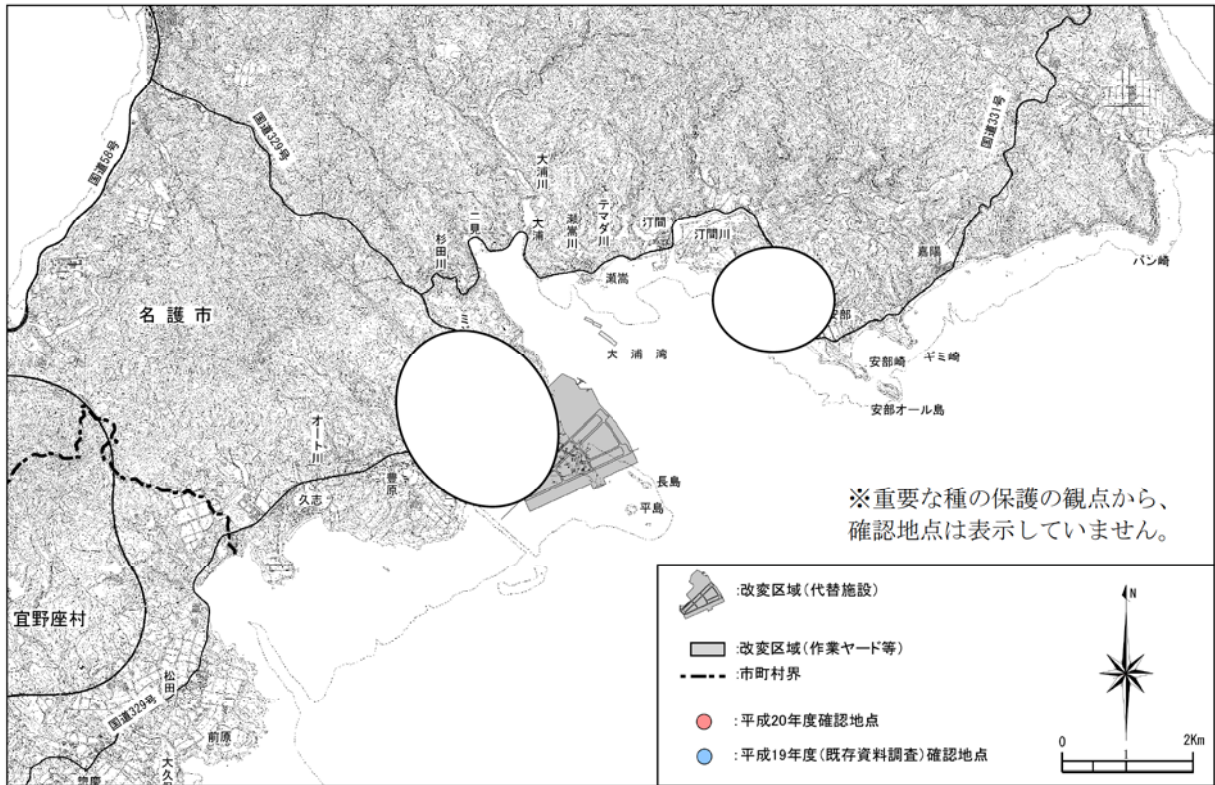 国道58号
国道329号
国道331号
大浦川
大浦
瀬嵩川
テマダ川
汀間
汀間川
二見
杉田川
瀬嵩
嘉陽
バン崎
名護市
大浦湾
安部
安部崎
ギミ崎
安部オール島
オート川
久志
豊原
長島
平島
※重要な種の保護の観点から、
確認地点は表示していません。
宜野座村
松田
国道329号
前原
惣慶
:改変区域(代替施設)
:改変区域(作業ヤード等)
:市町村界
:平成20年度確認地点
:平成19年度(既存資料調査)確認地点
N
0 1 2Km